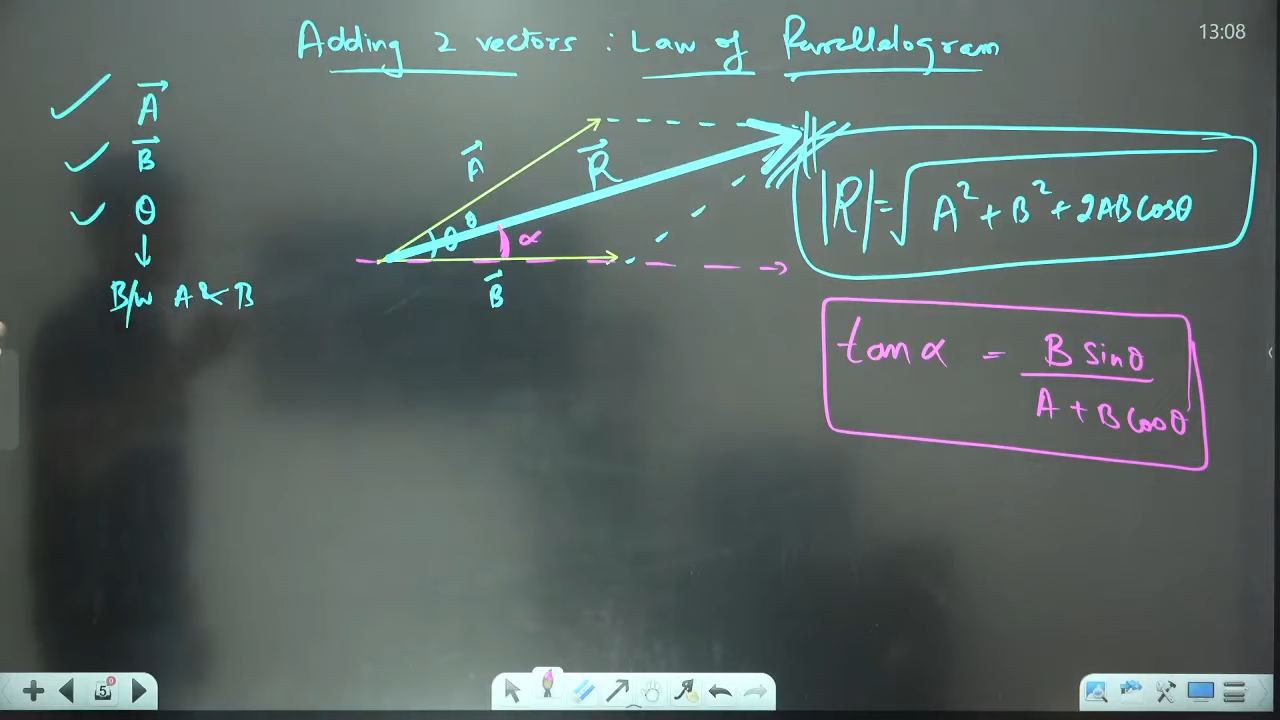 Adding 2 vectors : Law of Parallelogram
13:08
✓ A⃗
✓ B⃗
✓ θ
↓
B/w A & B
A⃗
R⃗
θ
θ
α
B⃗
|R| = √(A² + B² + 2AB Cosθ)
tan α = B sinθ / A + B Cosθ
5